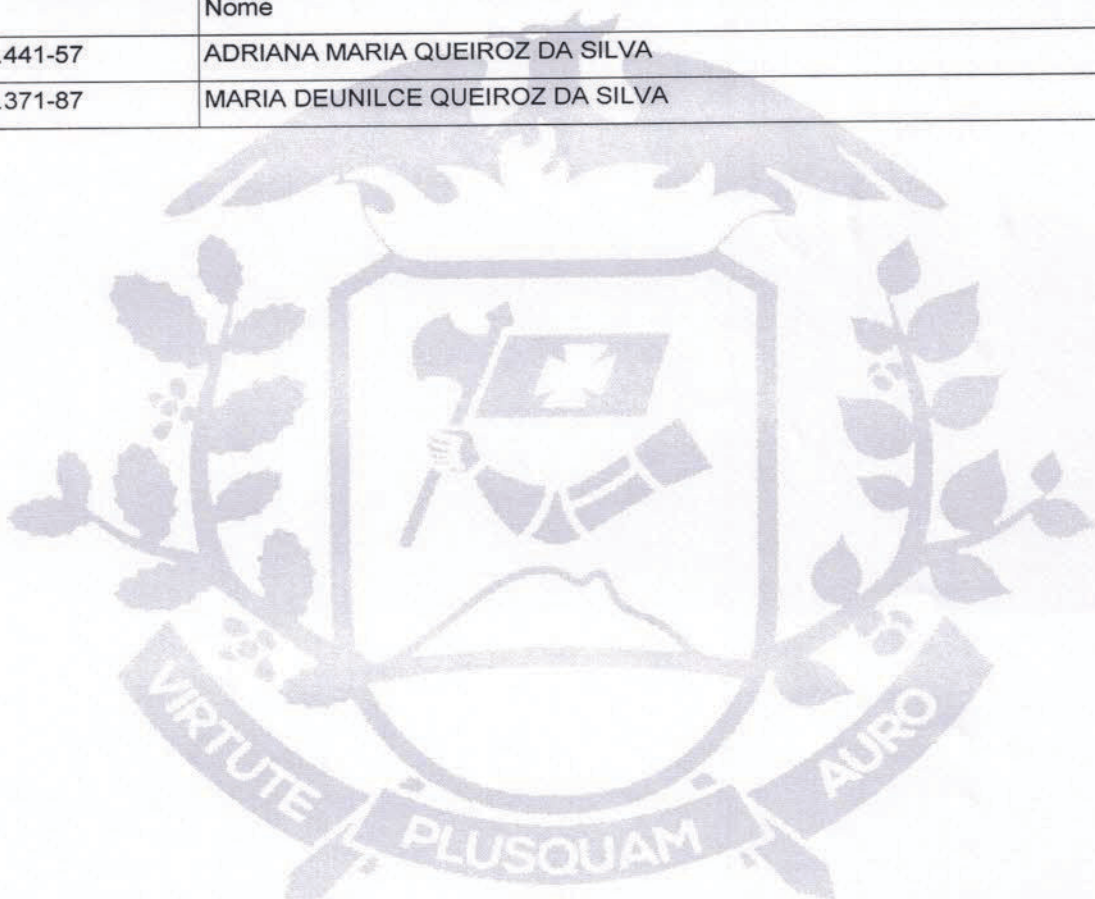 Nome
.441-57 ADRIANA MARIA QUEIROZ DA SILVA
.371-87 MARIA DEUNILCE QUEIROZ DA SILVA
VIRTUTE PLUSQUAM AURO